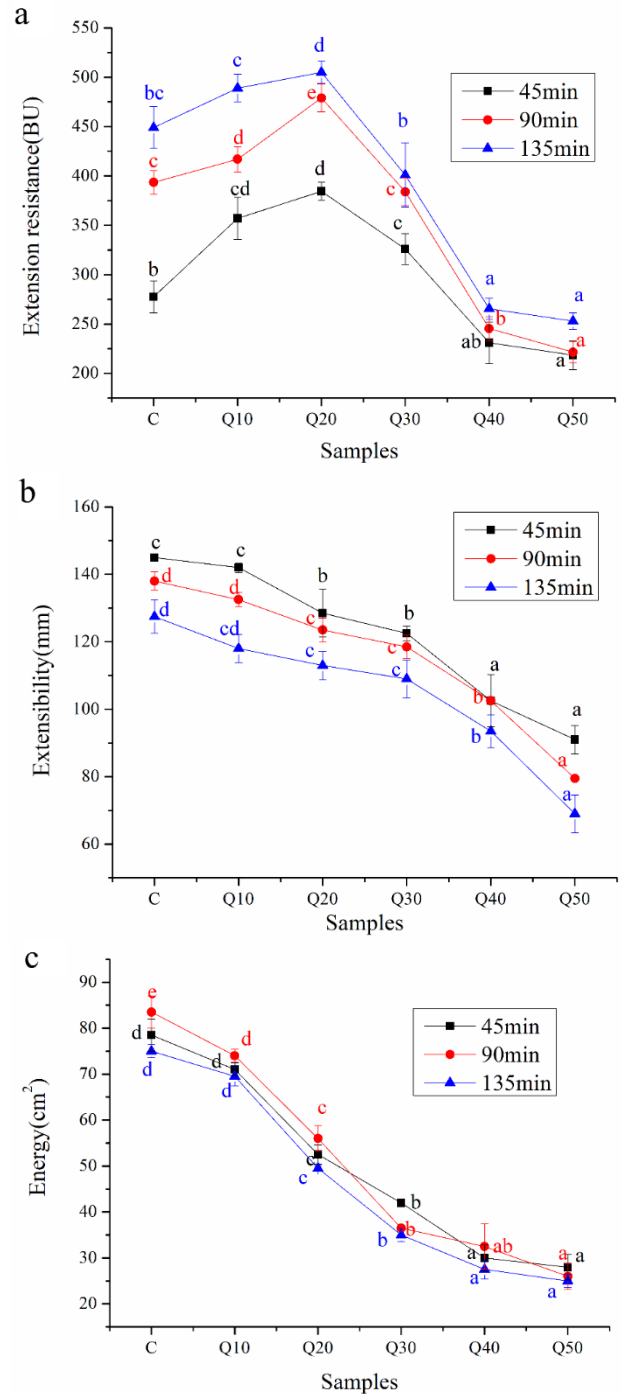 a
550
500
450
400
350
300
250
200
Extension resistance(BU)
45min
90min
135min
bc
c
d
b
a
a
c
d
e
c
b
a
b
cd
d
c
ab
a
C
Q10
Q20
Q30
Q40
Q50
Samples
b
160
140
120
100
80
60
Extensibility(mm)
45min
90min
135min
c
c
b
b
a
a
d
d
c
c
b
a
d
cd
c
c
b
a
C
Q10
Q20
Q30
Q40
Q50
Samples
c
90
80
70
60
50
40
30
20
Energy(cm²)
45min
90min
135min
e
d
c
b
ab
a
d
d
c
b
a
a
d
d
c
b
a
a
C
Q10
Q20
Q30
Q40
Q50
Samples